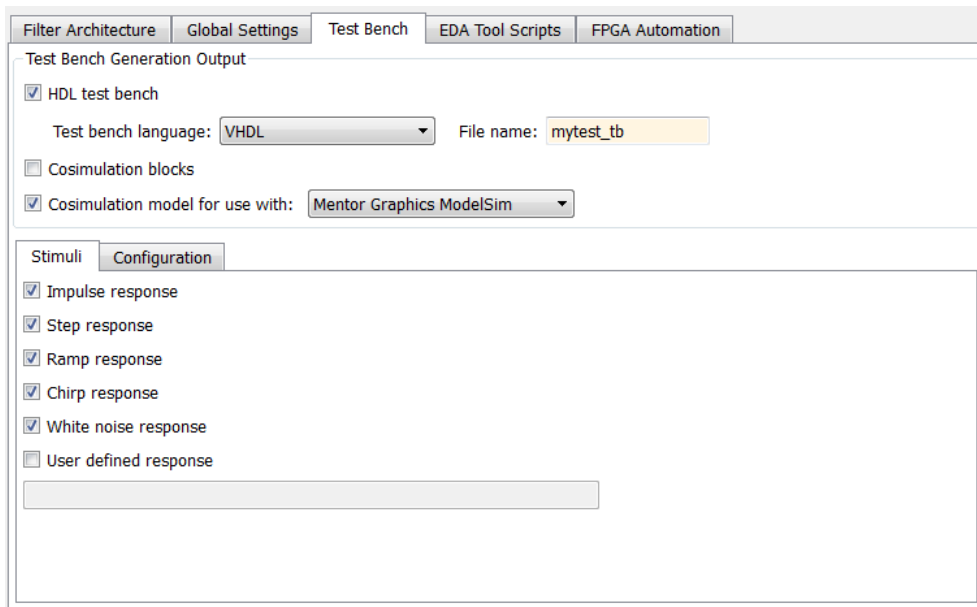 Filter Architecture Global Settings Test Bench EDA Tool Scripts FPGA Automation
Test Bench Generation Output
HDL test bench
Test bench language: VHDL File name: mytest_tb
Cosimulation blocks
Cosimulation model for use with: Mentor Graphics ModelSim
Stimuli Configuration
Impulse response
Step response
Ramp response
Chirp response
White noise response
User defined response